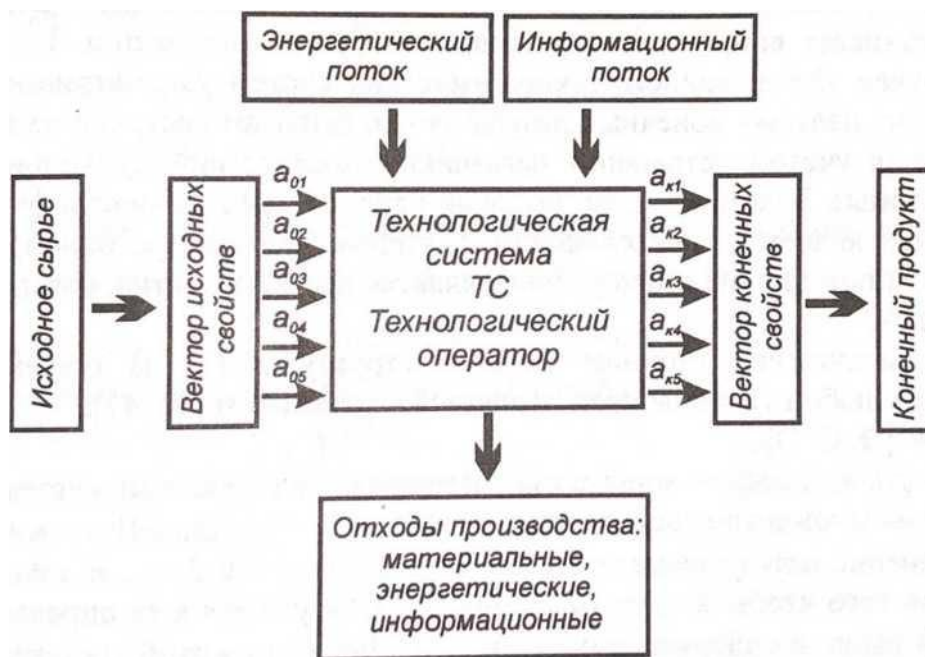 Энергетический
поток
Информационный
поток
Исходное сырьё
Вектор исходных
свойств
a01
a02
a03
a04
a05
Технологическая
система
ТС
Технологический
оператор
aк1
aк2
aк3
aк4
aк5
Вектор конечных
свойств
Конечный продукт
Отходы производства:
материальные,
энергетические,
информационные